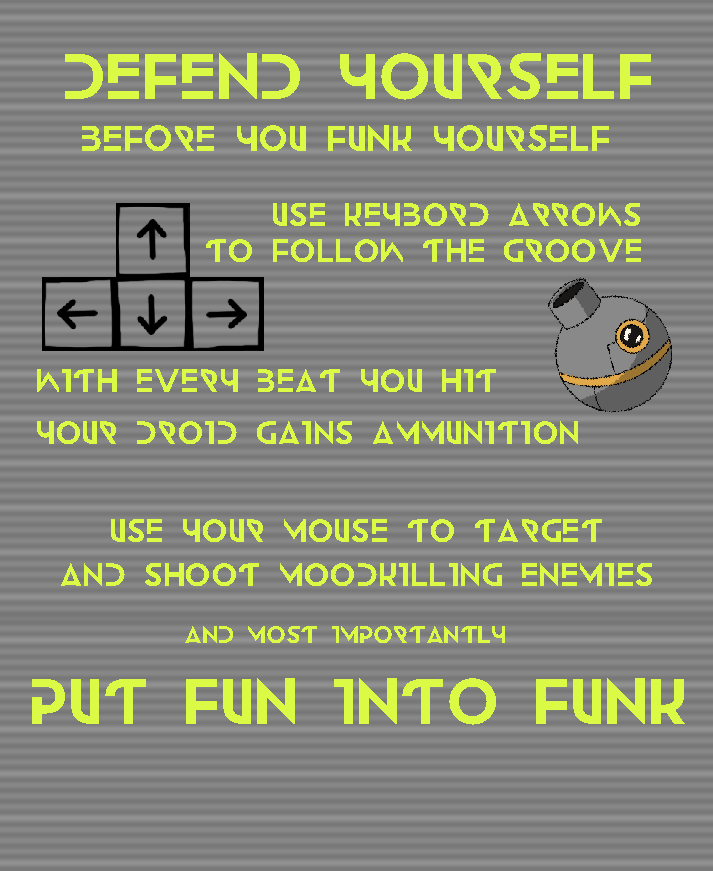 DEFEND YOURSELF
BEFORE YOU FUNK YOURSELF
USE KEYBORD ARROWS
TO FOLLOW THE GROOVE
WITH EVERY BEAT YOU HIT
YOUR DROID GAINS AMMUNITION
USE YOUR MOUSE TO TARGET
AND SHOOT MOODKILLING ENEMIES
AND MOST IMPORTANTLY
PUT FUN INTO FUNK